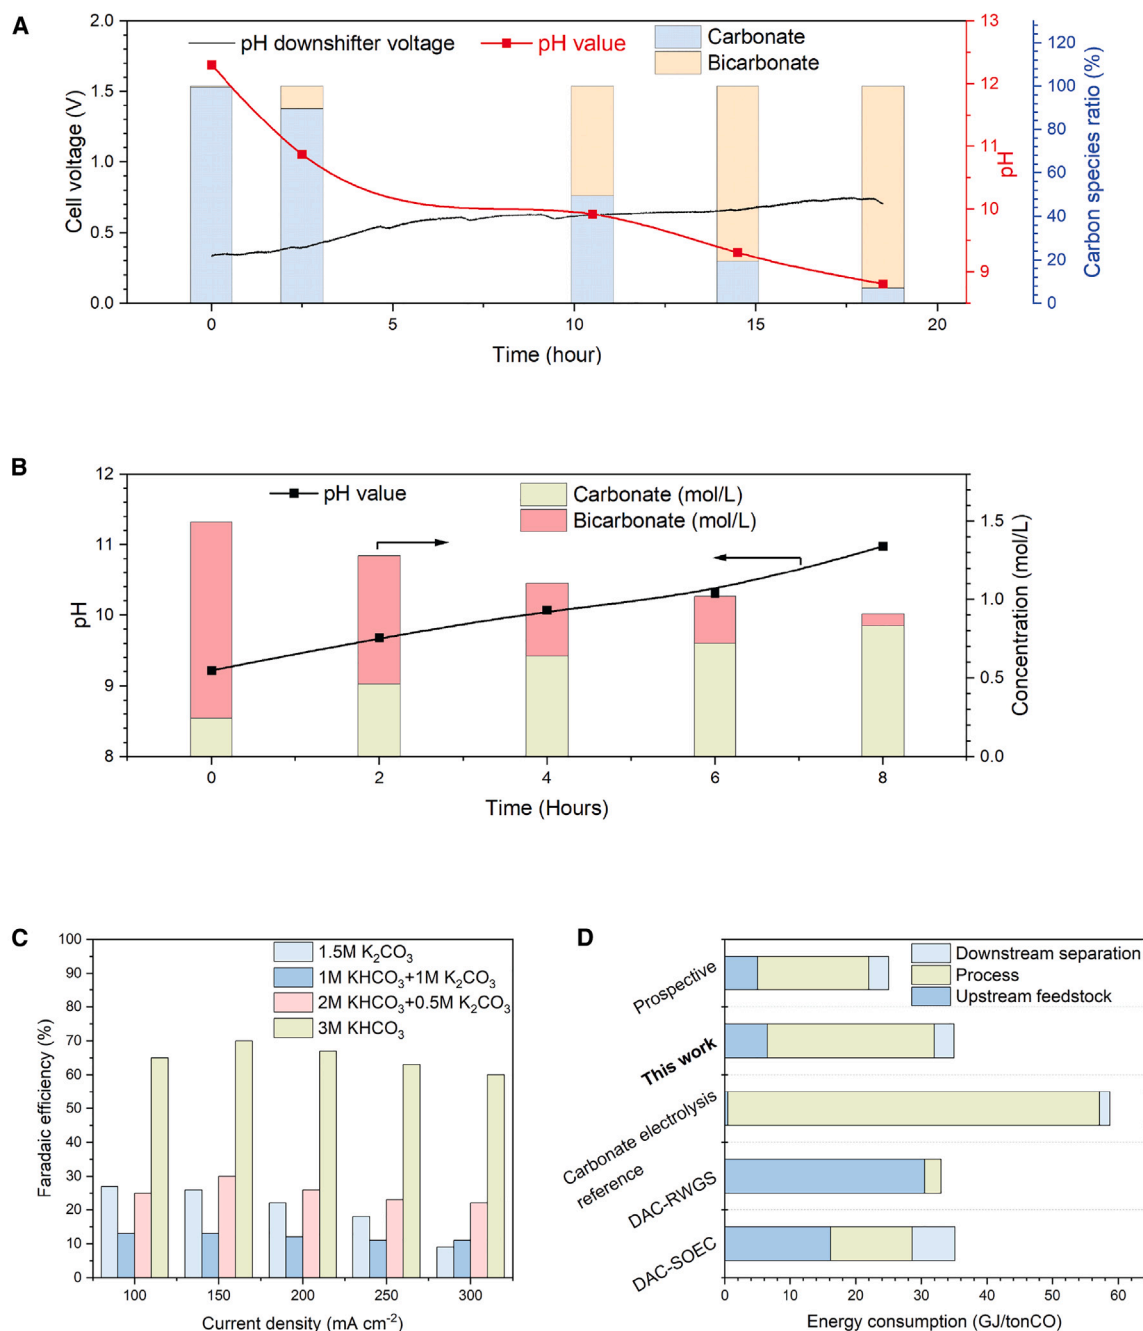 A
2.0
1.5
1.0
0.5
0.0
Cell voltage (V)
pH downshifter voltage
pH value
Carbonate
Bicarbonate
13
12
11
10
9
pH
120
100
80
60
40
20
0
Carbon species ratio (%)
0
5
10
15
20
Time (hour)
B
12
11
10
9
8
pH
pH value
Carbonate (mol/L)
Bicarbonate (mol/L)
1.5
1.0
0.5
0.0
Concentration (mol/L)
0
2
4
6
8
Time (Hours)
C
100
90
80
70
60
50
40
30
20
10
0
Faradaic efficiency (%)
1.5M K₂CO₃
1M KHCO₃+1M K₂CO₃
2M KHCO₃+0.5M K₂CO₃
3M KHCO₃
100
150
200
250
300
Current density (mA cm⁻²)
D
Downstream separation
Process
Upstream feedstock
Prospective
This work
Carbonate electrolysis
reference
DAC-RWGS
DAC-SOEC
0
10
20
30
40
50
60
Energy consumption (GJ/tonCO)